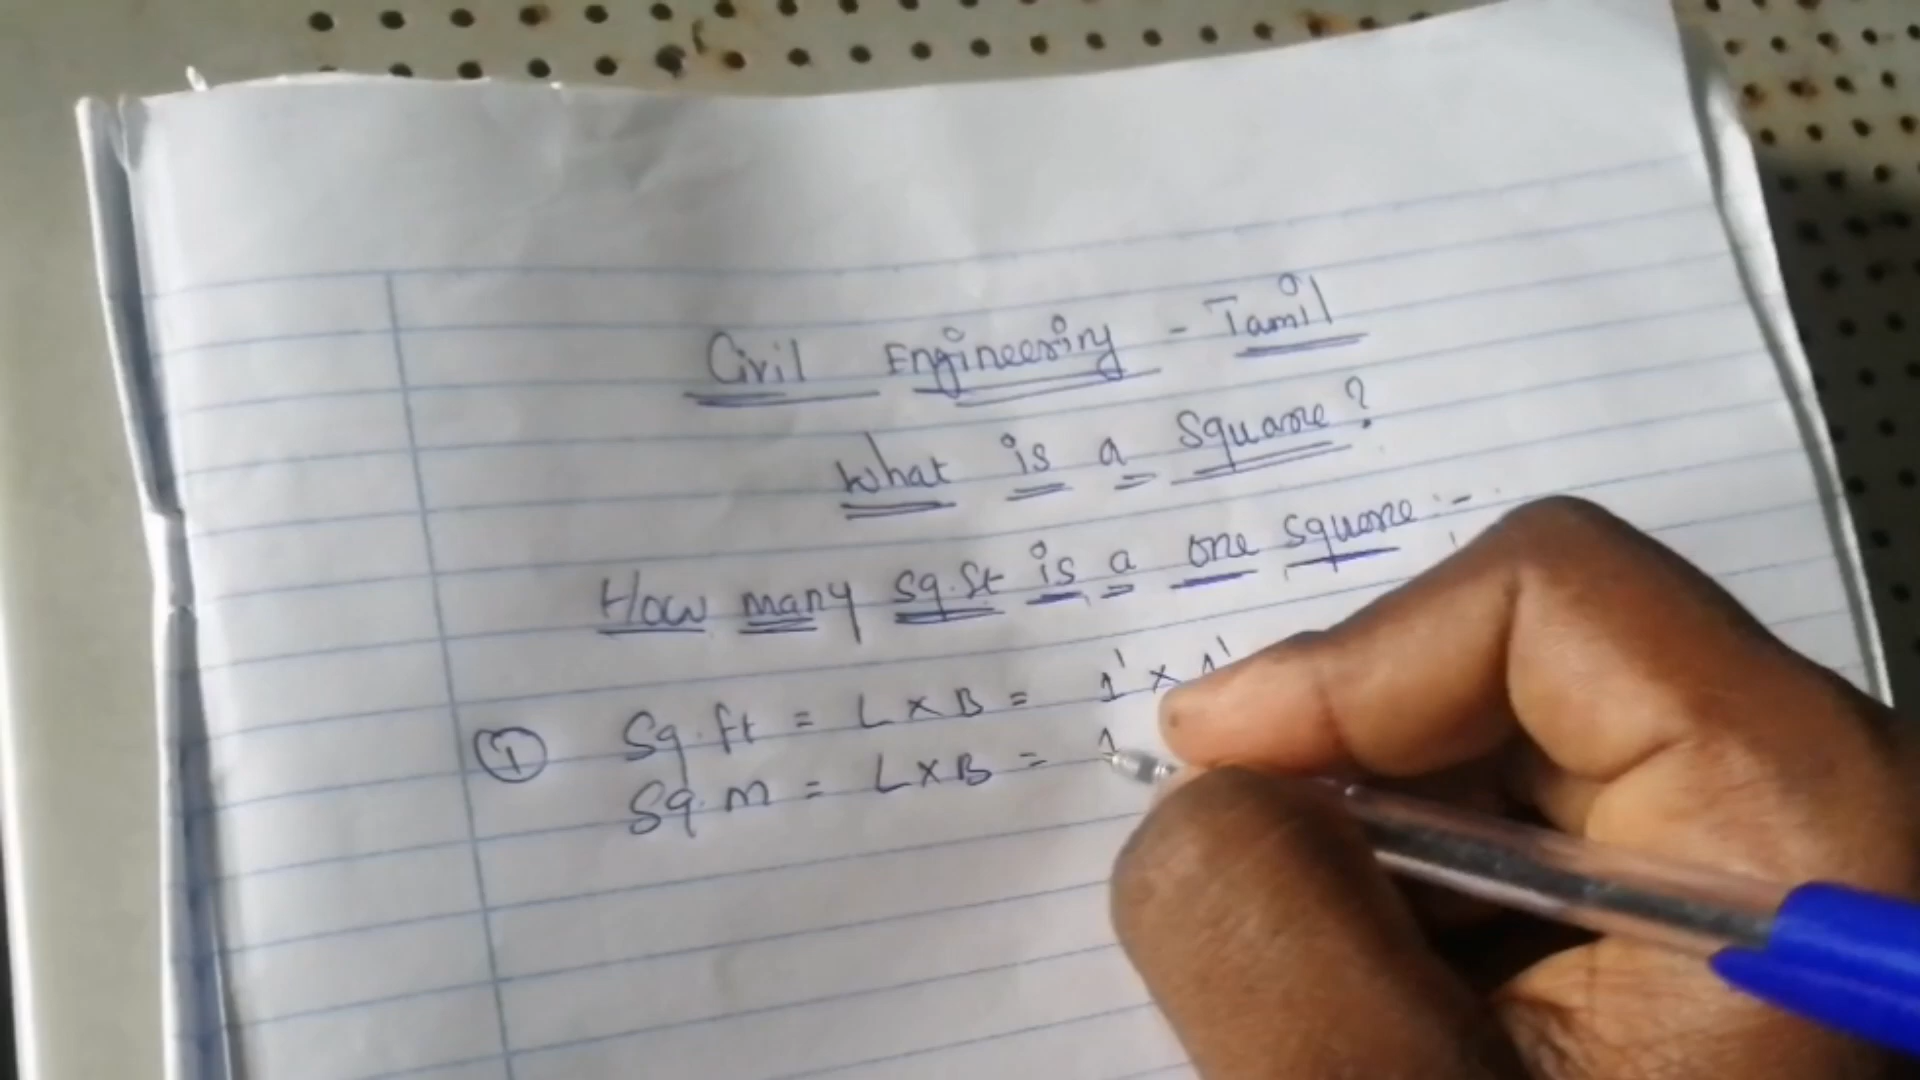 Civil Engineering - Tamil
What is a square?
How many sq.ft is a one square:-
① Sq.ft = L x B = 1' x 1'
Sq.m = L x B = 1